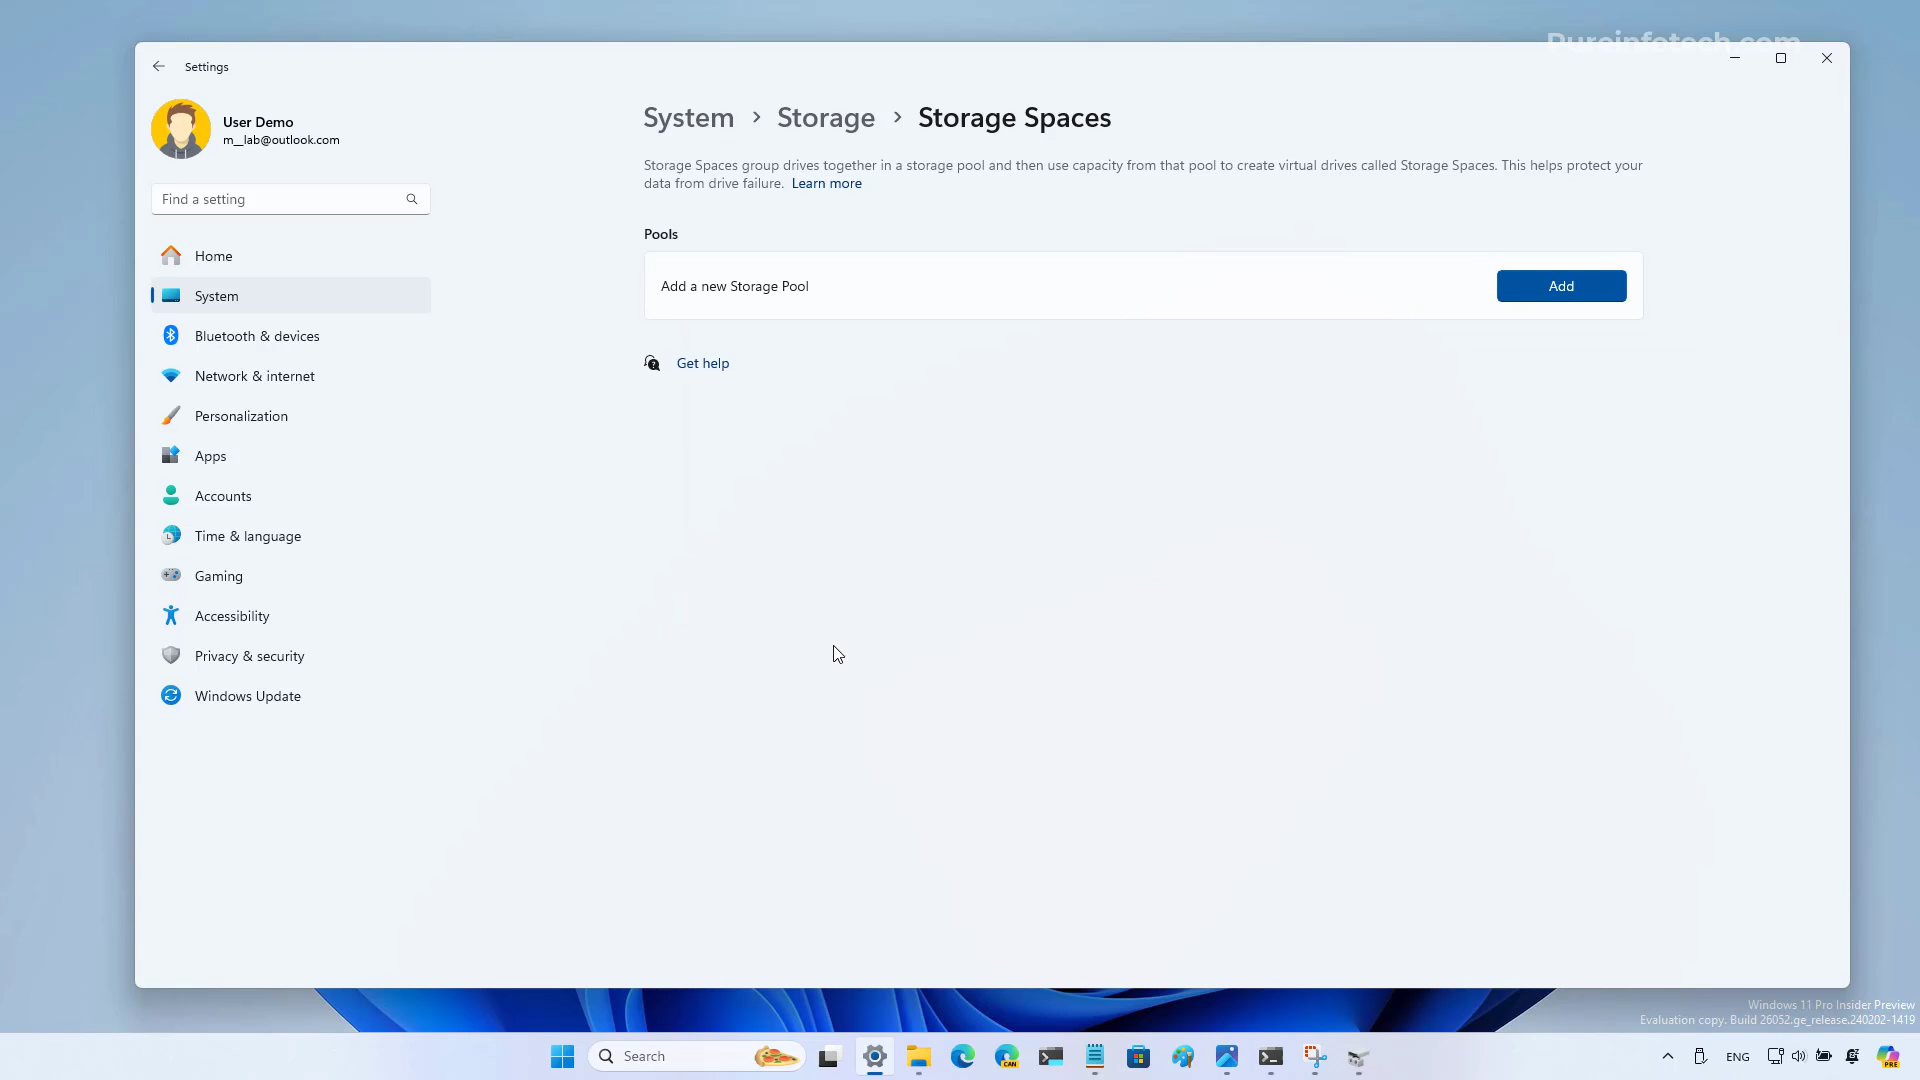 Pureinfotech.com
Settings
User Demo
m__lab@outlook.com
Find a setting
Home
System
Bluetooth & devices
Network & internet
Personalization
Apps
Accounts
Time & language
Gaming
Accessibility
Privacy & security
Windows Update
System > Storage > Storage Spaces
Storage Spaces group drives together in a storage pool and then use capacity from that pool to create virtual drives called Storage Spaces. This helps protect your
data from drive failure. Learn more
Pools
Add a new Storage Pool
Add
Get help
Windows 11 Pro Insider Preview
Evaluation copy. Build 26052.ge_release.240202-1419
Search
CAN
ENG
PRE